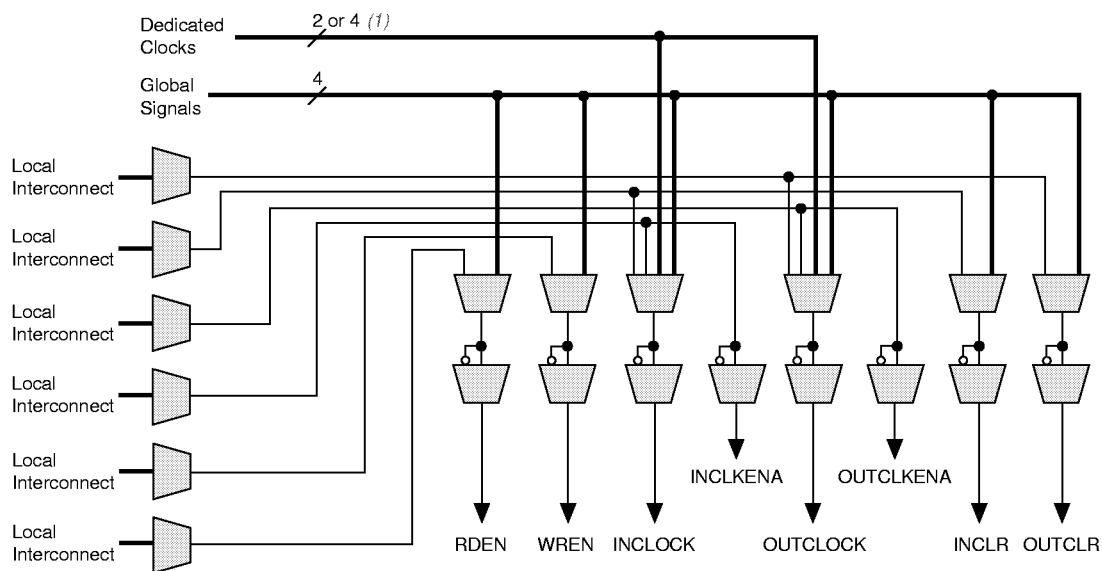 Dedicated
Clocks
2 or 4 (1)
Global
Signals
4
Local
Interconnect
Local
Interconnect
Local
Interconnect
Local
Interconnect
Local
Interconnect
Local
Interconnect
INCLKENA
OUTCLKENA
RDEN
WREN
INCLOCK
OUTCLOCK
INCLR
OUTCLR